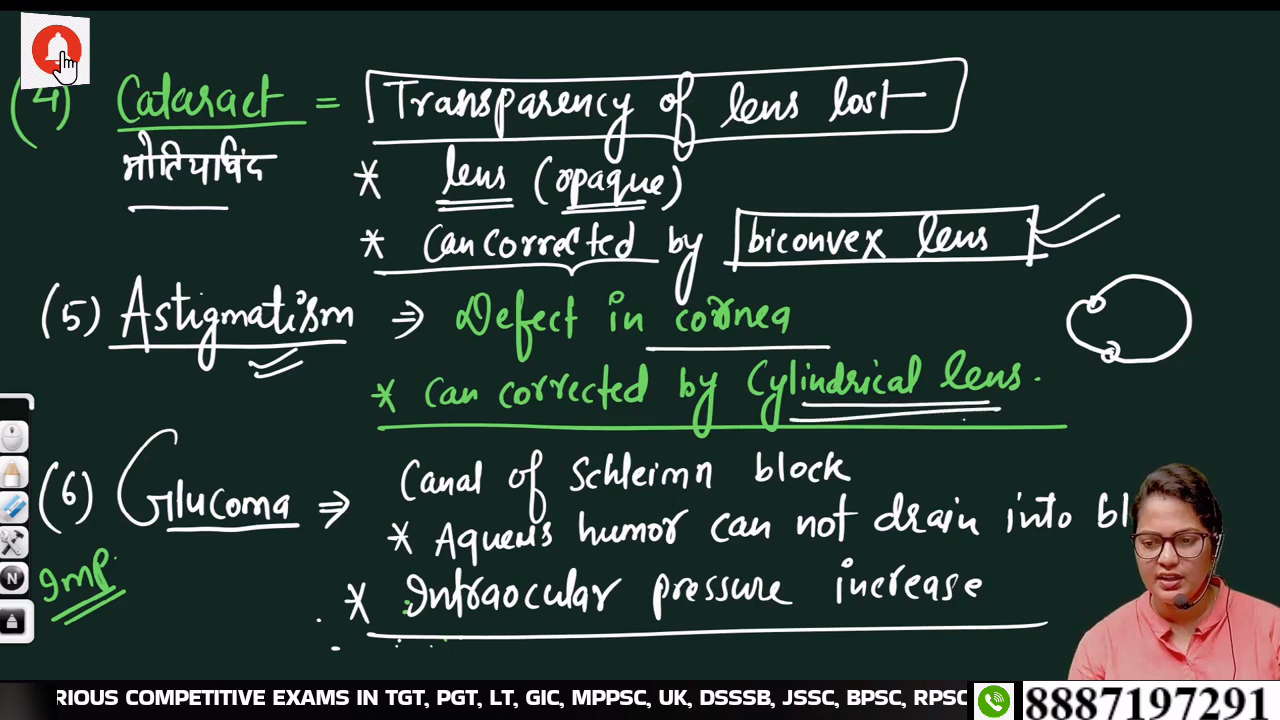 (4) Cataract = Transparency of lens lost
मोतियाबिंद
* lens (opaque)
* Can corrected by biconvex lens
(5) Astigmatism ⇒ Defect in cornea
* Can corrected by Cylindrical lens.
(6) Glucoma ⇒ Canal of Schleimn block
* Aqueus humor can not drain into bl
Imp * Intraocular pressure increase
N
RIOUS COMPETITIVE EXAMS IN TGT, PGT, LT, GIC, MPPSC, UK, DSSSB, JSSC, BPSC, RPSC
8887197291